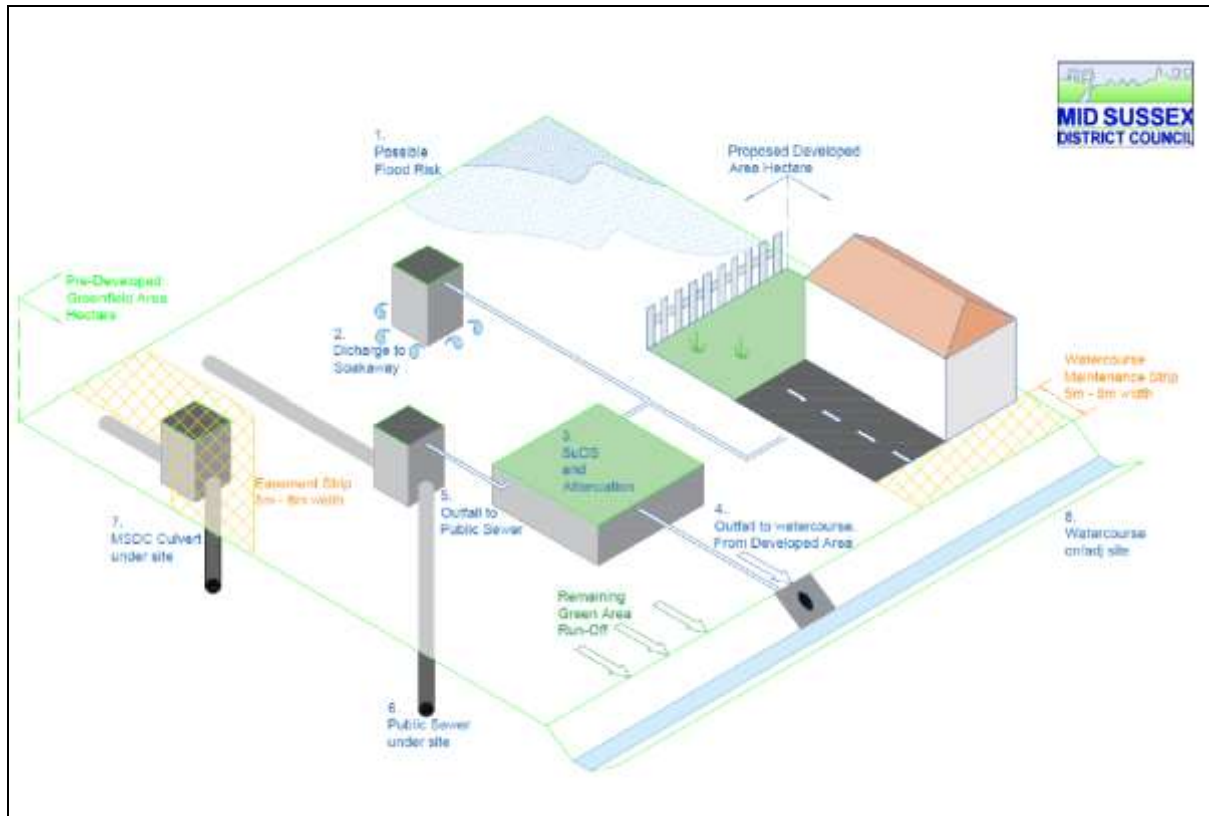 MID SUSSEX
DISTRICT COUNCIL
1.
Possible
Flood Risk
Proposed Developed
Area Hectare
Pre-Developed
Greenfield Area
Hectare
2.
Dicharge to
Soakaway
Watercourse
Maintenance Strip
5m - 8m width
3.
SuDS
and
Attenuation
Easement Strip
5m - 8m width
5.
Outfall to
Public Sewer
4.
Outfall to watercourse.
From Developed Area
7.
MSDC Culvert
under site
8.
Watercourse
on/adj site
Remaining
Green Area
Run-Off
6.
Public Sewer
under site